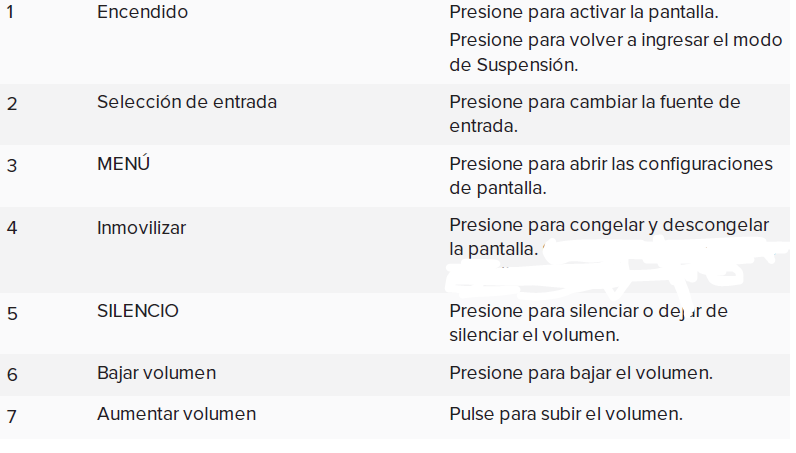 1 Encendido Presione para activar la pantalla.
Presione para volver a ingresar el modo
de Suspensión.
2 Selección de entrada Presione para cambiar la fuente de
entrada.
3 MENÚ Presione para abrir las configuraciones
de pantalla.
4 Inmovilizar Presione para congelar y descongelar
la pantalla.
5 SILENCIO Presione para silenciar o dejar de
silenciar el volumen.
6 Bajar volumen Presione para bajar el volumen.
7 Aumentar volumen Pulse para subir el volumen.